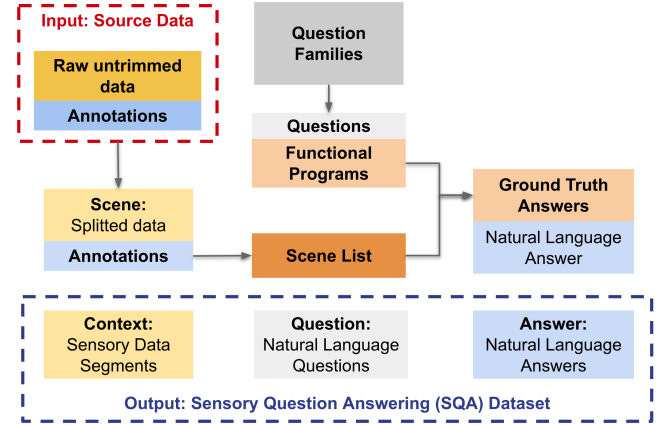 Input: Source Data
Raw untrimmed
data
Annotations
Question
Families
Questions
Functional
Programs
Scene:
Splitted data
Annotations
Scene List
Ground Truth
Answers
Natural Language
Answer
Context:
Sensory Data
Segments
Question:
Natural Language
Questions
Answer:
Natural Language
Answers
Output: Sensory Question Answering (SQA) Dataset